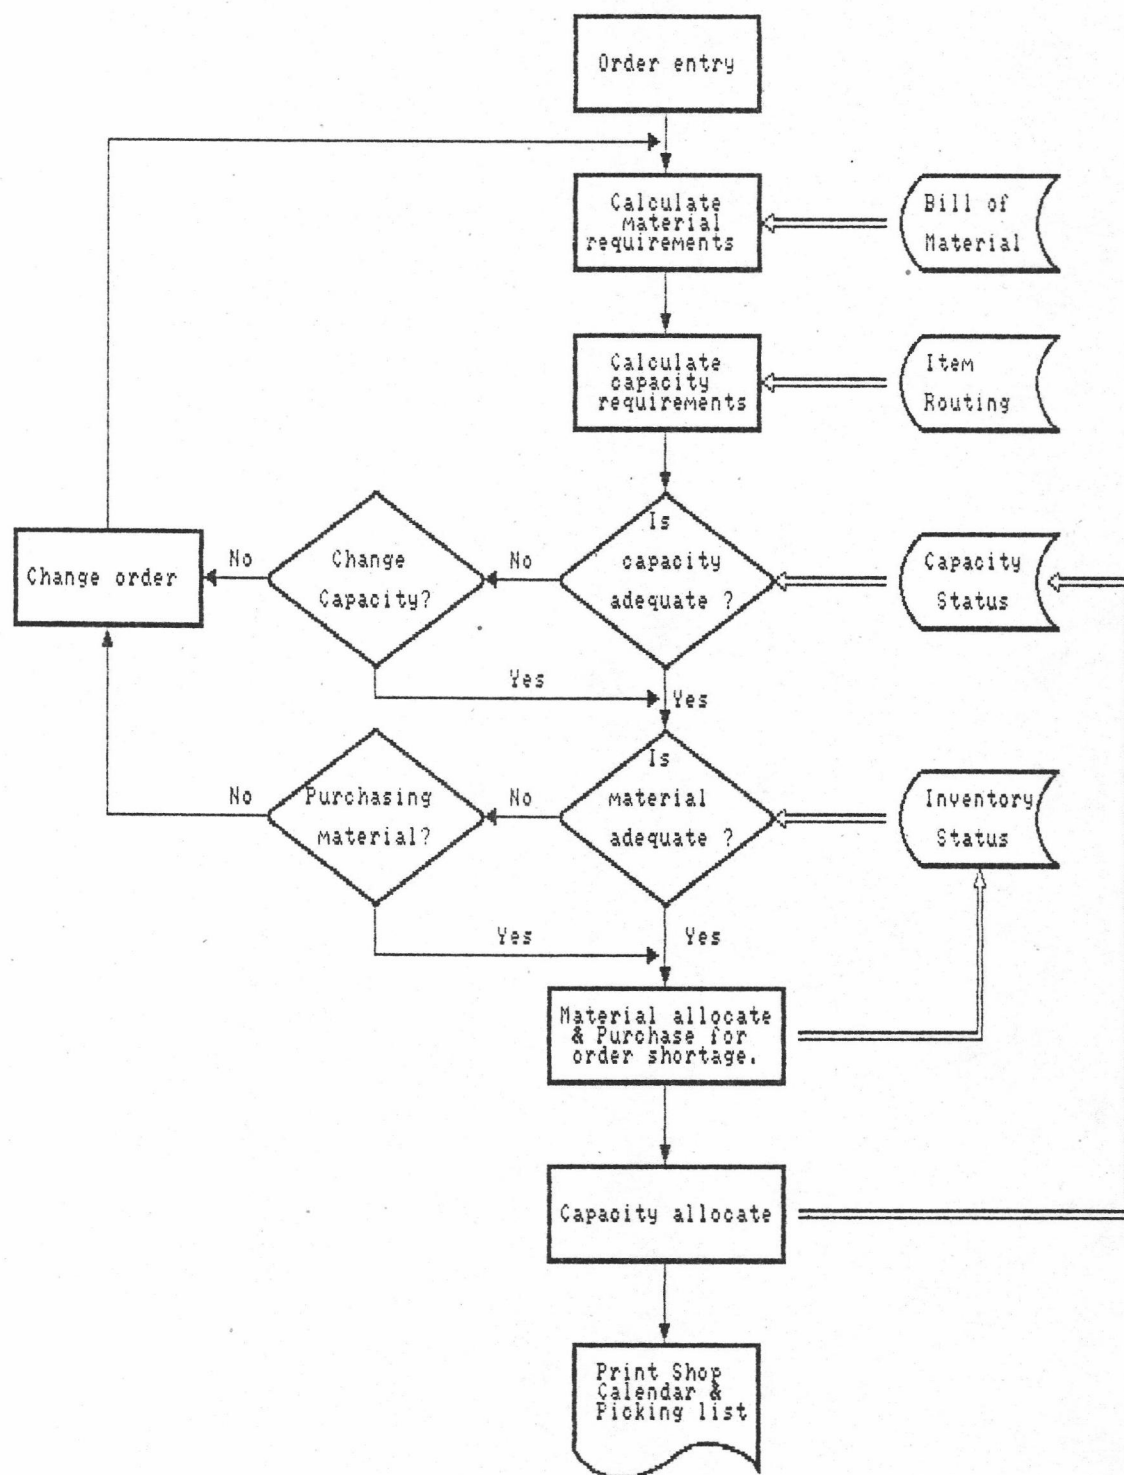 Order entry
Calculate
material
requirements
Bill of
Material
Calculate
capacity
requirements
Item
Routing
Change order
No
Change
Capacity?
No
Is
capacity
adequate ?
Capacity
Status
Yes
Yes
No
Purchasing
material?
No
Is
material
adequate ?
Inventory
Status
Yes
Yes
Material allocate
& Purchase for
order shortage.
Capacity allocate
Print Shop
Calendar &
Picking list